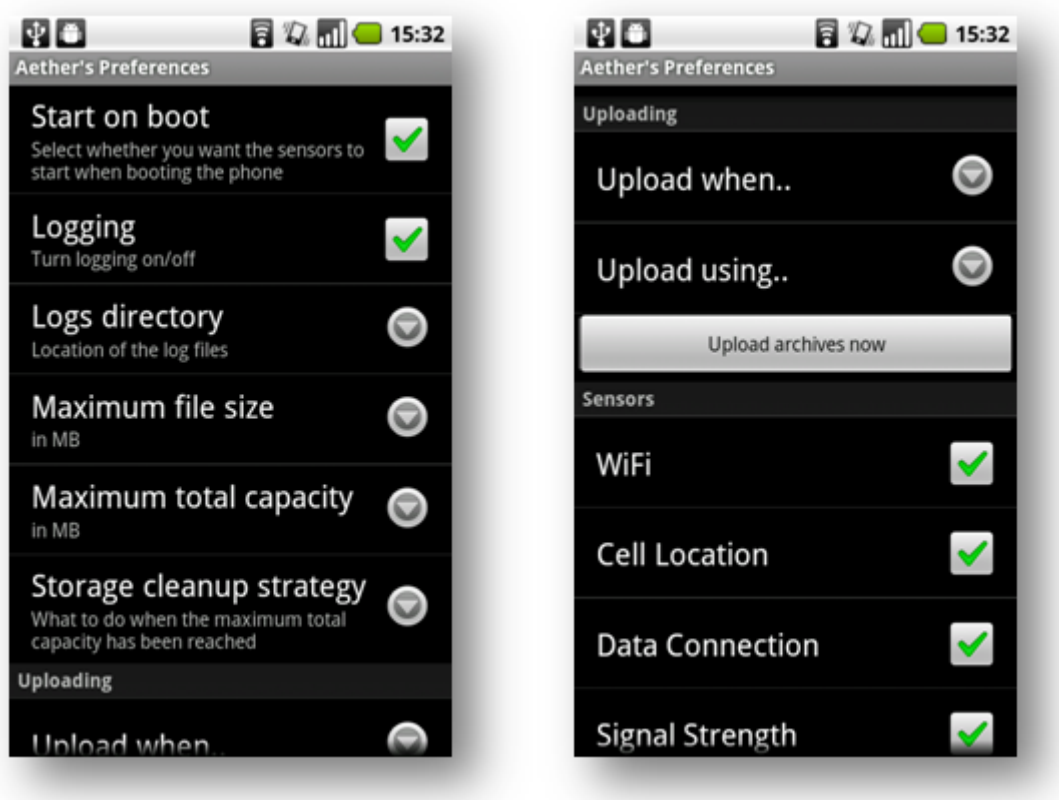 15:32
Aether's Preferences
Start on boot
Select whether you want the sensors to
start when booting the phone
Logging
Turn logging on/off
Logs directory
Location of the log files
Maximum file size
in MB
Maximum total capacity
in MB
Storage cleanup strategy
What to do when the maximum total
capacity has been reached
Uploading
Upload when..
15:32
Aether's Preferences
Uploading
Upload when..
Upload using..
Upload archives now
Sensors
WiFi
Cell Location
Data Connection
Signal Strength